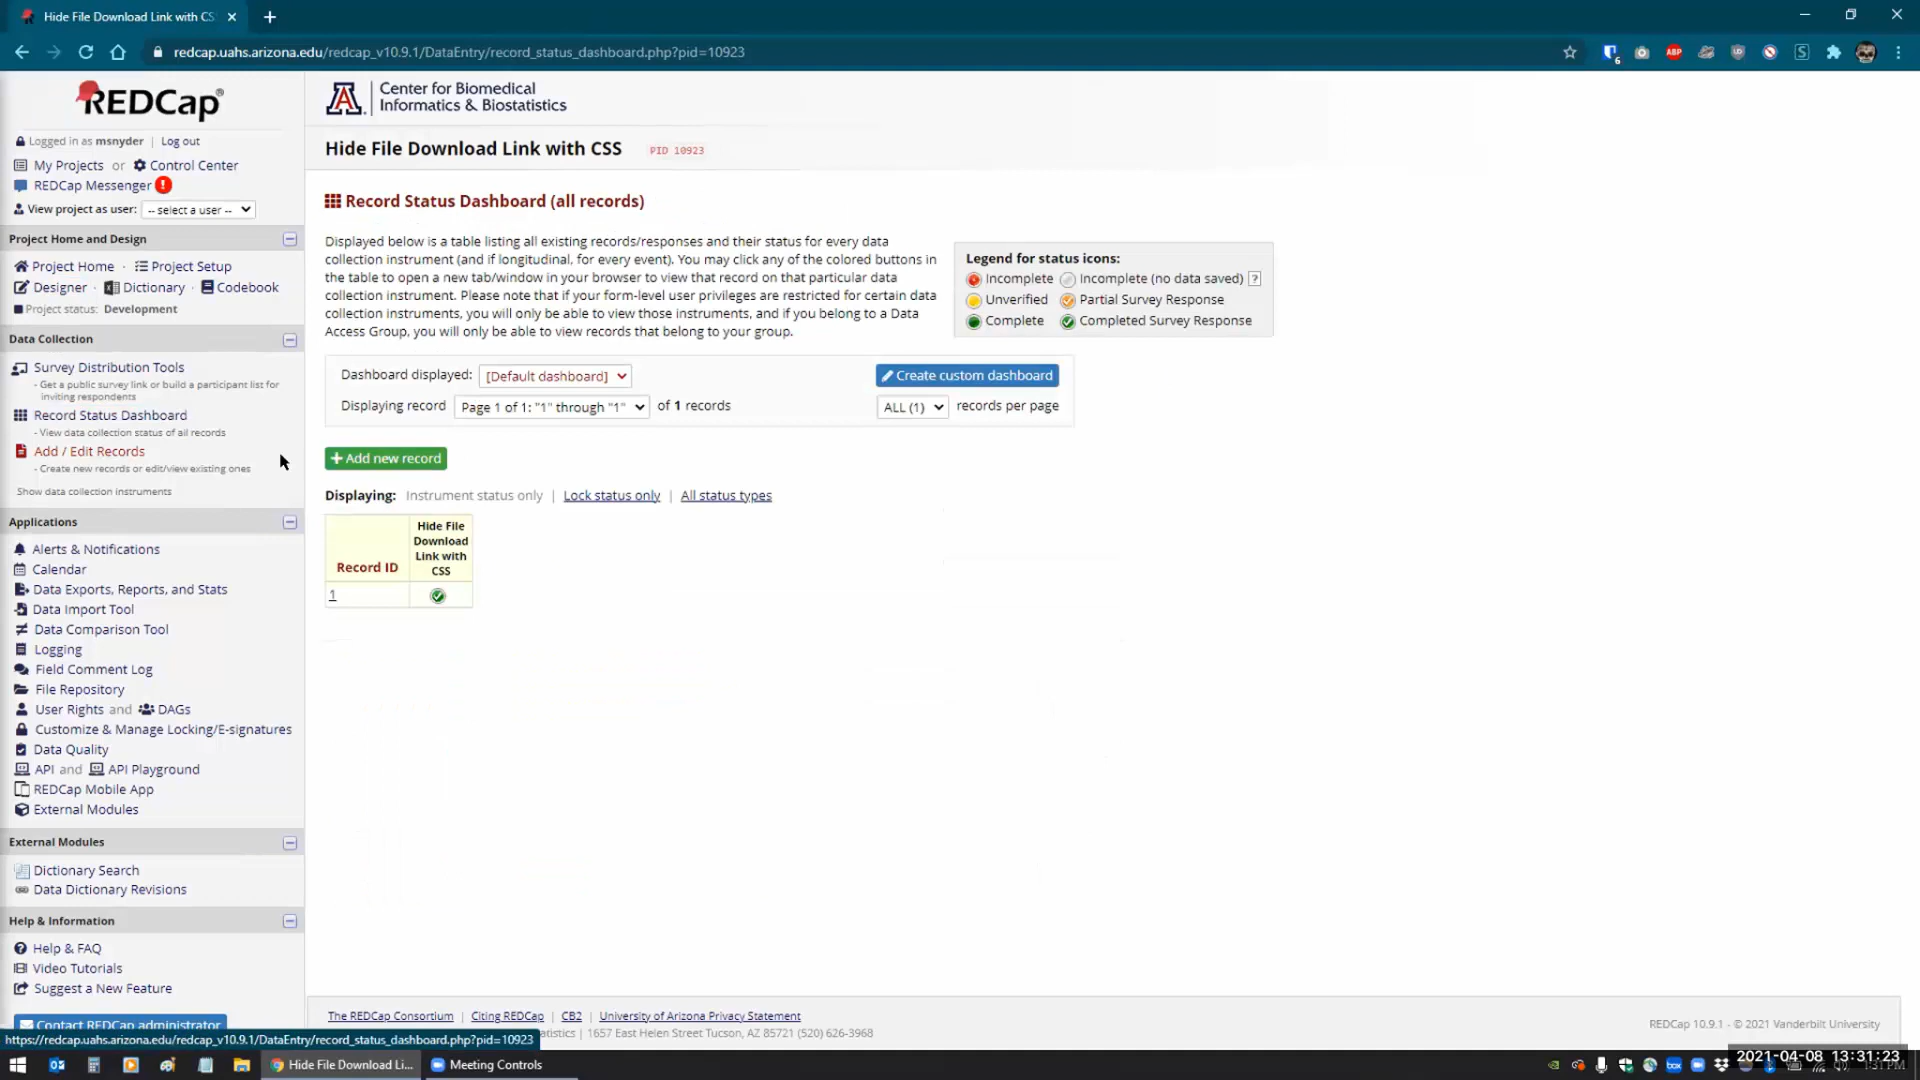 Hide File Download Link with CS
redcap.uahs.arizona.edu/redcap_v10.9.1/DataEntry/record_status_dashboard.php?pid=10923
REDCap
Logged in as msnyder | Log out
My Projects or Control Center
REDCap Messenger
View project as user: -- select a user --
Project Home and Design
Project Home · Project Setup
Designer · Dictionary · Codebook
Project status: Development
Data Collection
Survey Distribution Tools
- Get a public survey link or build a participant list for
inviting respondents
Record Status Dashboard
- View data collection status of all records
Add / Edit Records
- Create new records or edit/view existing ones
Show data collection instruments
Applications
Alerts & Notifications
Calendar
Data Exports, Reports, and Stats
Data Import Tool
Data Comparison Tool
Logging
Field Comment Log
File Repository
User Rights and DAGs
Customize & Manage Locking/E-signatures
Data Quality
API and API Playground
REDCap Mobile App
External Modules
External Modules
Dictionary Search
Data Dictionary Revisions
Help & Information
Help & FAQ
Video Tutorials
Suggest a New Feature
Contact REDCap administrator
https://redcap.uahs.arizona.edu/redcap_v10.9.1/DataEntry/record_status_dashboard.php?pid=10923
Center for Biomedical
Informatics & Biostatistics
Hide File Download Link with CSS PID 10923
Record Status Dashboard (all records)
Displayed below is a table listing all existing records/responses and their status for every data
collection instrument (and if longitudinal, for every event). You may click any of the colored buttons in
the table to open a new tab/window in your browser to view that record on that particular data
collection instrument. Please note that if your form-level user privileges are restricted for certain data
collection instruments, you will only be able to view those instruments, and if you belong to a Data
Access Group, you will only be able to view records that belong to your group.
Legend for status icons:
Incomplete Incomplete (no data saved) ?
Unverified Partial Survey Response
Complete Completed Survey Response
Dashboard displayed: [Default dashboard] Create custom dashboard
Displaying record Page 1 of 1: "1" through "1" of 1 records ALL (1) records per page
+ Add new record
Displaying: Instrument status only | Lock status only | All status types
Record ID
Hide File
Download
Link with
CSS
1
The REDCap Consortium | Citing REDCap | CB2 | University of Arizona Privacy Statement
atistics | 1657 East Helen Street Tucson, AZ 85721 (520) 626-3968
REDCap 10.9.1 - © 2021 Vanderbilt University
Hide File Download Li...
Meeting Controls
2021-04-08 13:31:23